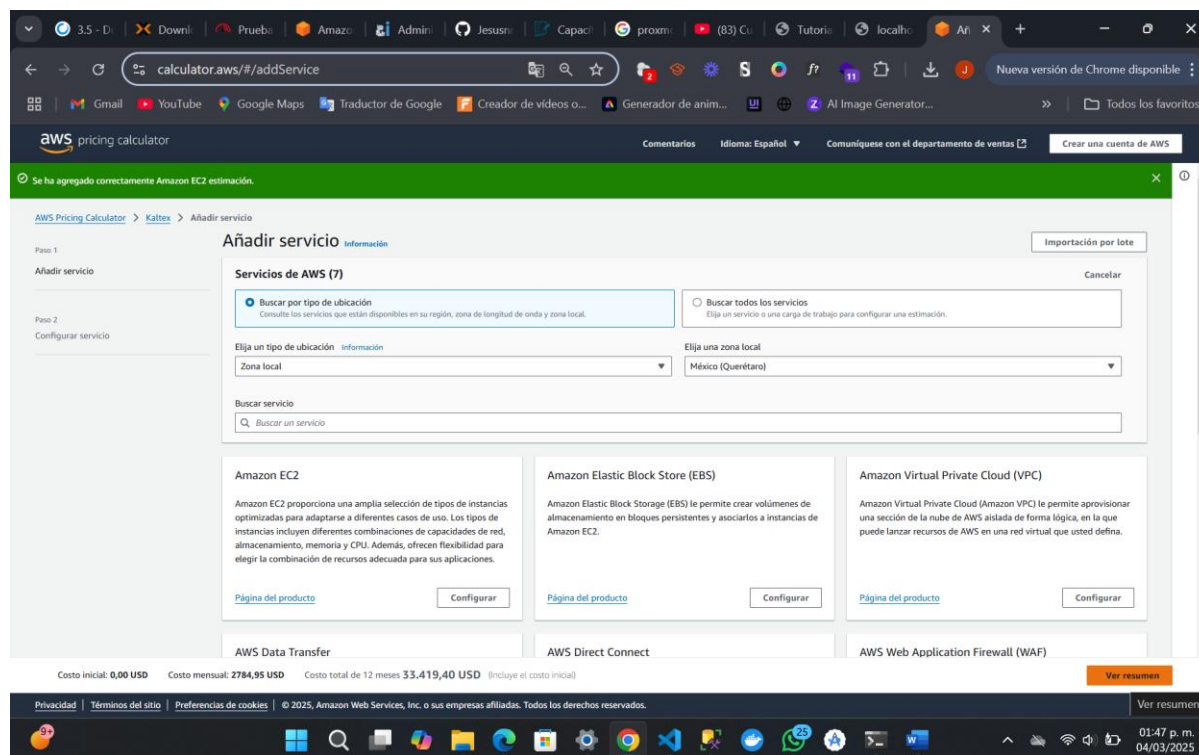 3.5 - D
Downl
Prueba
Amazo
Admini
Jesusn
Capaci
proxmo
(83) Cu
Tutoria
localho
An
calculator.aws/#/addService
2
f?
11
J
Nueva versión de Chrome disponible
Gmail
YouTube
Google Maps
Traductor de Google
Creador de vídeos o...
Generador de anim...
UI
AI Image Generator...
Todos los favoritos
aws pricing calculator
Comentarios
Idioma: Español
Comuníquese con el departamento de ventas
Crear una cuenta de AWS
Se ha agregado correctamente Amazon EC2 estimación.
AWS Pricing Calculator > Kaltex > Añadir servicio
Paso 1
Añadir servicio
Paso 2
Configurar servicio
Añadir servicio Información
Importación por lote
Servicios de AWS (7)
Cancelar
Buscar por tipo de ubicación
Consulte los servicios que están disponibles en su región, zona de longitud de onda y zona local.
Buscar todos los servicios
Elija un servicio o una carga de trabajo para configurar una estimación.
Elija un tipo de ubicación Información
Zona local
Elija una zona local
México (Querétaro)
Buscar servicio
Buscar un servicio
Amazon EC2
Amazon EC2 proporciona una amplia selección de tipos de instancias
optimizadas para adaptarse a diferentes casos de uso. Los tipos de
instancias incluyen diferentes combinaciones de capacidades de red,
almacenamiento, memoria y CPU. Además, ofrecen flexibilidad para
elegir la combinación de recursos adecuada para sus aplicaciones.
Página del producto
Configurar
Amazon Elastic Block Store (EBS)
Amazon Elastic Block Storage (EBS) le permite crear volúmenes de
almacenamiento en bloques persistentes y asociarlos a instancias de
Amazon EC2.
Página del producto
Configurar
Amazon Virtual Private Cloud (VPC)
Amazon Virtual Private Cloud (Amazon VPC) le permite aprovisionar
una sección de la nube de AWS aislada de forma lógica, en la que
puede lanzar recursos de AWS en una red virtual que usted defina.
Página del producto
Configurar
AWS Data Transfer
AWS Direct Connect
AWS Web Application Firewall (WAF)
Costo inicial: 0,00 USD
Costo mensual: 2784,95 USD
Costo total de 12 meses 33.419,40 USD (Incluye el costo inicial)
Ver resumen
Privacidad | Términos del sitio | Preferencias de cookies | © 2025, Amazon Web Services, Inc. o sus empresas afiliadas. Todos los derechos reservados.
Ver resumen
9+
25
01:47 p. m.
04/03/2025